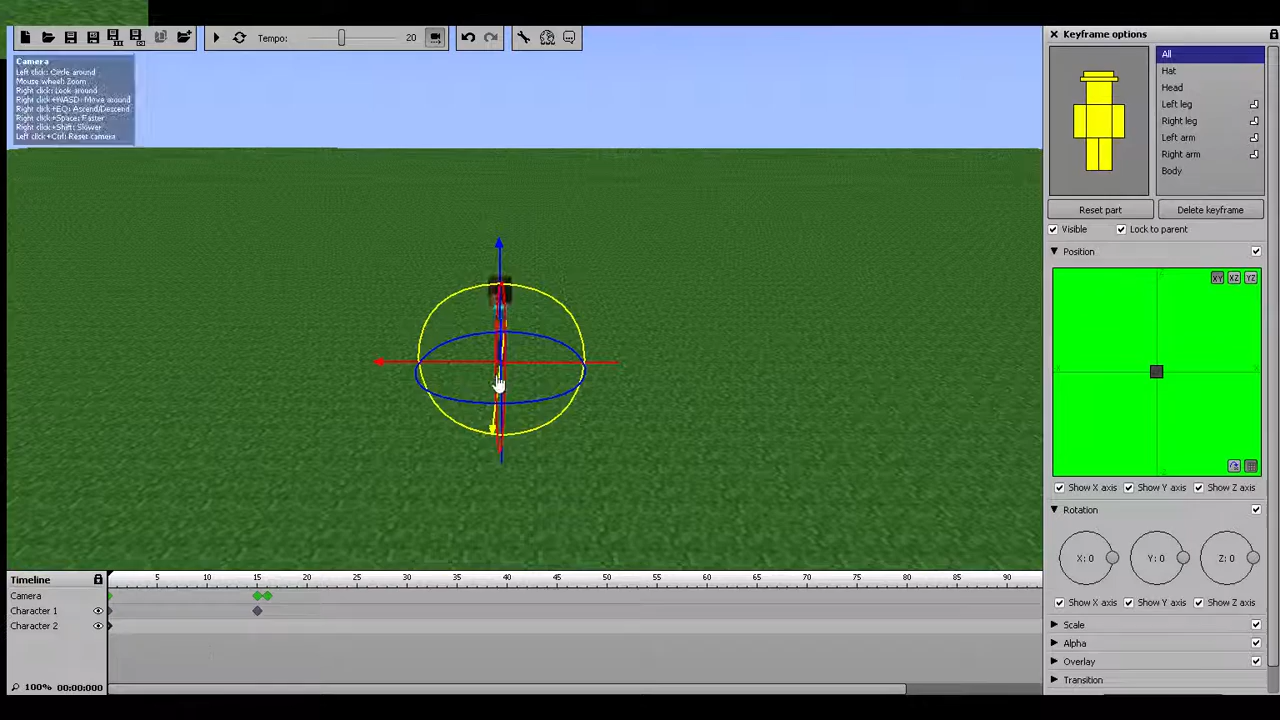 Tempo:
20
Camera
Left click: Circle around
Mouse wheel: Zoom
Right click: Look around
Right click+WASD: Move around
Right click+EQ: Ascend/Descend
Right click+Space: Faster
Right click+Shift: Slower
Left click+Ctrl: Reset camera
Keyframe options
All
Hat
Head
Left leg
Right leg
Left arm
Right arm
Body
Reset part
Delete keyframe
Visible
Lock to parent
Position
XY
XZ
YZ
Show X axis
Show Y axis
Show Z axis
Rotation
X: 0
Y: 0
Z: 0
Show X axis
Show Y axis
Show Z axis
Scale
Alpha
Overlay
Transition
Timeline
5 10 15 20 25 30 35 40 45 50 55 60 65 70 75 80 85 90
Camera
Character 1
Character 2
100% 00:00:000